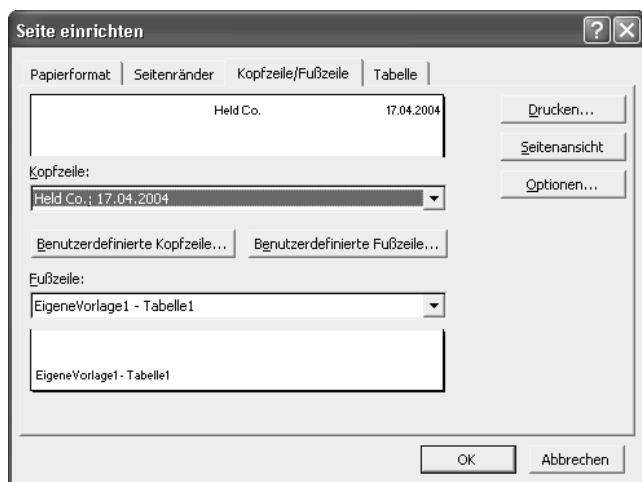 Seite einrichten
Papierformat Seitenränder Kopfzeile/Fußzeile Tabelle
Held Co. 17.04.2004
Drucken...
Seitenansicht
Kopfzeile:
Optionen...
Held Co.; 17.04.2004
Benutzerdefinierte Kopfzeile... Benutzerdefinierte Fußzeile...
Fußzeile:
EigeneVorlage1 - Tabelle1
EigeneVorlage1 - Tabelle1
OK Abbrechen